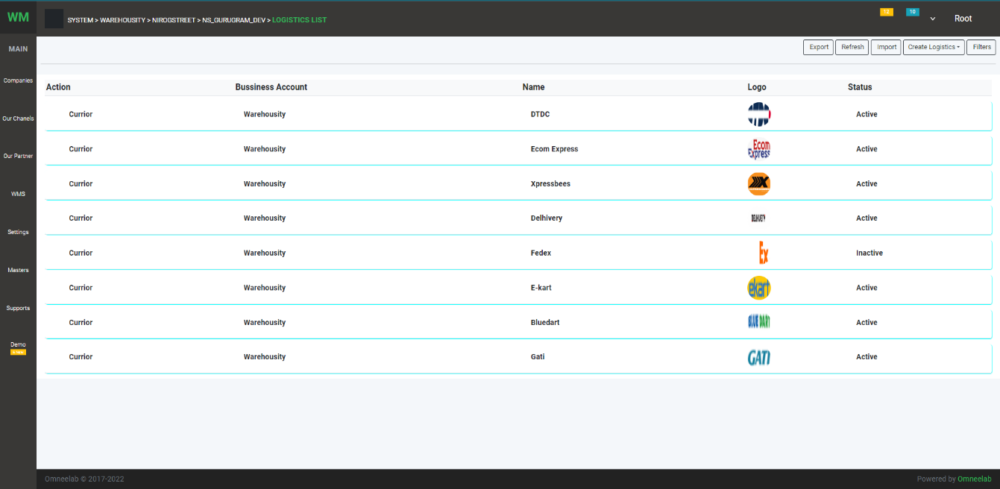 WM
SYSTEM > WAREHOUSITY > NIROGSTREET > NS_GURUGRAM_DEV > LOGISTICS LIST
12
10
Root
MAIN
Companies
Our Chanels
Our Partner
WMS
Settings
Masters
Supports
Demo
Export Refresh Import Create Logistics Filters
Action Bussiness Account Name Logo Status
Currior Warehousity DTDC Active
Currior Warehousity Ecom Express Ecom Express Active
Currior Warehousity Xpressbees Active
Currior Warehousity Delhivery DELHIVERY Active
Currior Warehousity Fedex Ex Inactive
Currior Warehousity E-kart ekart Active
Currior Warehousity Bluedart BLUE DART Active
Currior Warehousity Gati GATI Active
Omneelab © 2017-2022
Powered by Omneelab